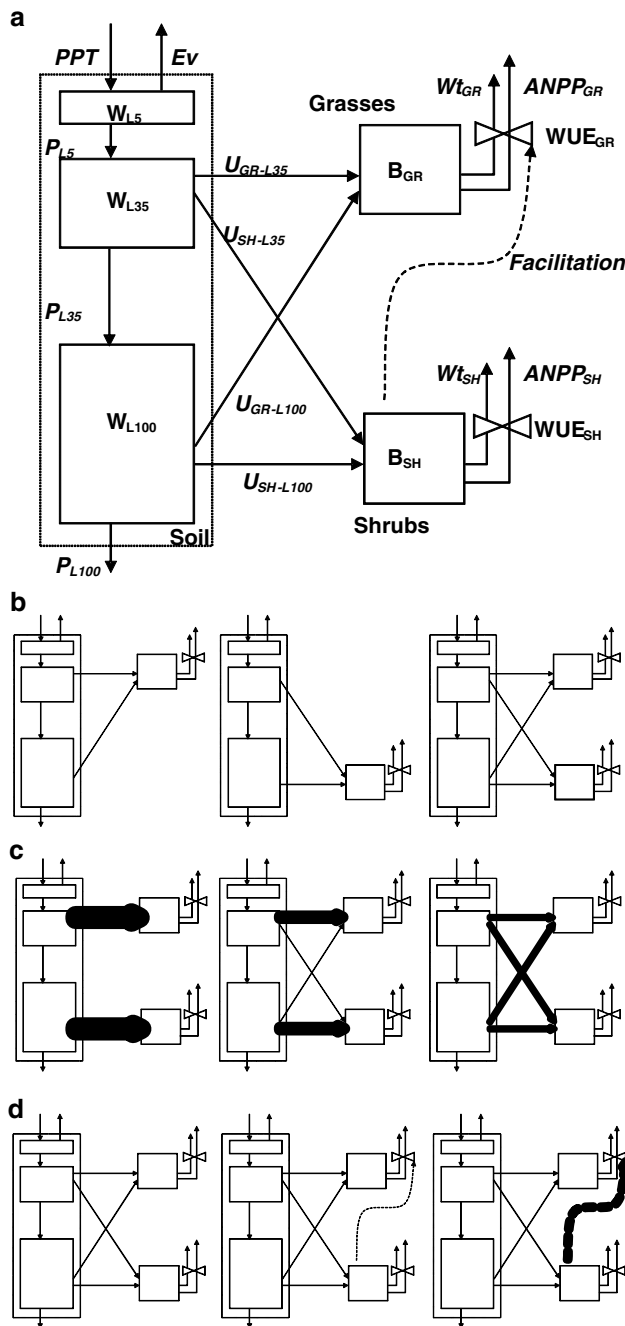 a
PPT
Ev
Wt_GR
ANPP_GR
Grasses
W_L5
WUE_GR
P_L5
U_GR-L35
W_L35
B_GR
U_SH-L35
Facilitation
P_L35
Wt_SH
ANPP_SH
W_L100
U_GR-L100
WUE_SH
B_SH
U_SH-L100
Soil
Shrubs
P_L100
b
c
d